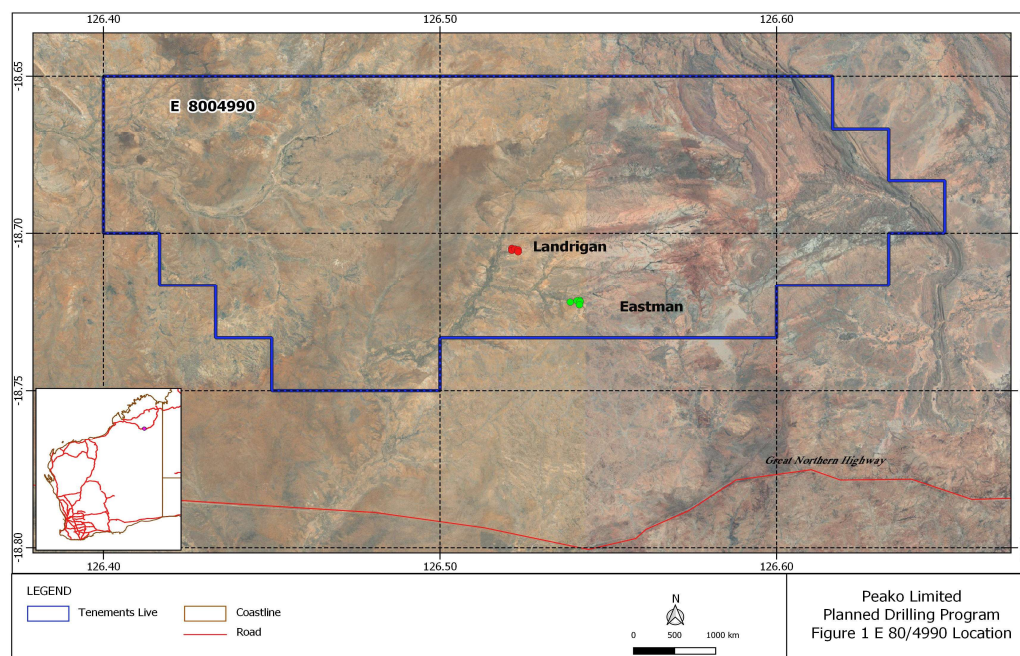 126.40 126.50 126.60
-18.65
E 8004990
-18.70
Landrigan
Eastman
-18.75
Great Northern Highway
-18.80
126.40 126.50 126.60
LEGEND
Tenements Live
Coastline
Road
N
0 500 1000 km
Peako Limited
Planned Drilling Program
Figure 1 E 80/4990 Location